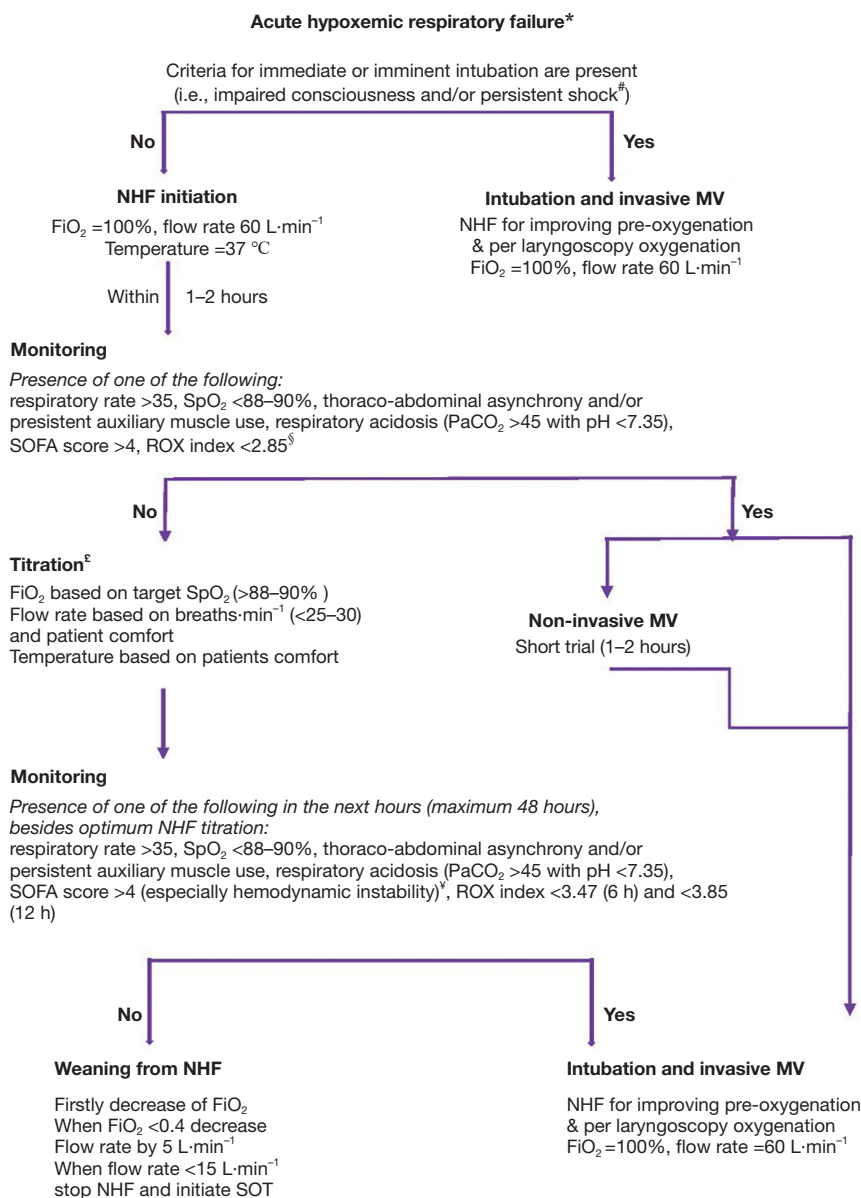 Acute hypoxemic respiratory failure*
Criteria for immediate or imminent intubation are present
(i.e., impaired consciousness and/or persistent shock#)
No
Yes
NHF initiation
FiO₂ =100%, flow rate 60 L·min⁻¹
Temperature =37 °C
Intubation and invasive MV
NHF for improving pre-oxygenation
& per laryngoscopy oxygenation
FiO₂ =100%, flow rate 60 L·min⁻¹
Within 1–2 hours
Monitoring
Presence of one of the following:
respiratory rate >35, SpO₂ <88–90%, thoraco-abdominal asynchrony and/or
presistent auxiliary muscle use, respiratory acidosis (PaCO₂ >45 with pH <7.35),
SOFA score >4, ROX index <2.85§
No
Yes
Titration£
FiO₂ based on target SpO₂ (>88–90% )
Flow rate based on breaths·min⁻¹ (<25–30)
and patient comfort
Temperature based on patients comfort
Non-invasive MV
Short trial (1–2 hours)
Monitoring
Presence of one of the following in the next hours (maximum 48 hours),
besides optimum NHF titration:
respiratory rate >35, SpO₂ <88–90%, thoraco-abdominal asynchrony and/or
persistent auxiliary muscle use, respiratory acidosis (PaCO₂ >45 with pH <7.35),
SOFA score >4 (especially hemodynamic instability)¥, ROX index <3.47 (6 h) and <3.85
(12 h)
No
Yes
Weaning from NHF
Firstly decrease of FiO₂
When FiO₂ <0.4 decrease
Flow rate by 5 L·min⁻¹
When flow rate <15 L·min⁻¹
stop NHF and initiate SOT
Intubation and invasive MV
NHF for improving pre-oxygenation
& per laryngoscopy oxygenation
FiO₂ =100%, flow rate =60 L·min⁻¹